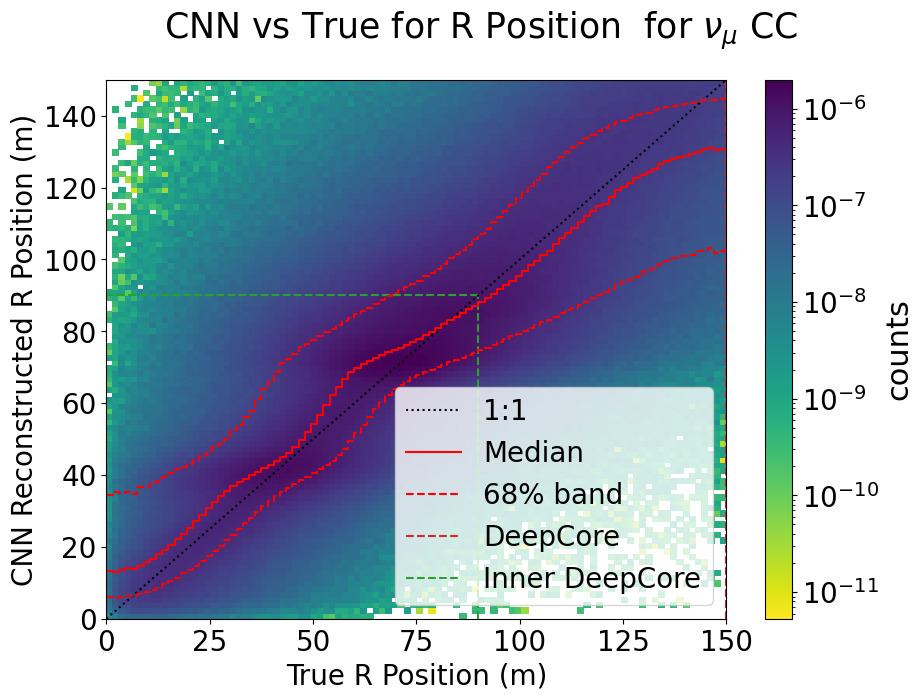 CNN vs True for R Position  for νμ CC
CNN Reconstructed R Position (m)
140
120
100
80
60
40
20
0
0 25 50 75 100 125 150
True R Position (m)
1:1
Median
68% band
DeepCore
Inner DeepCore
10⁻⁶
10⁻⁷
10⁻⁸
10⁻⁹
10⁻¹⁰
10⁻¹¹
counts